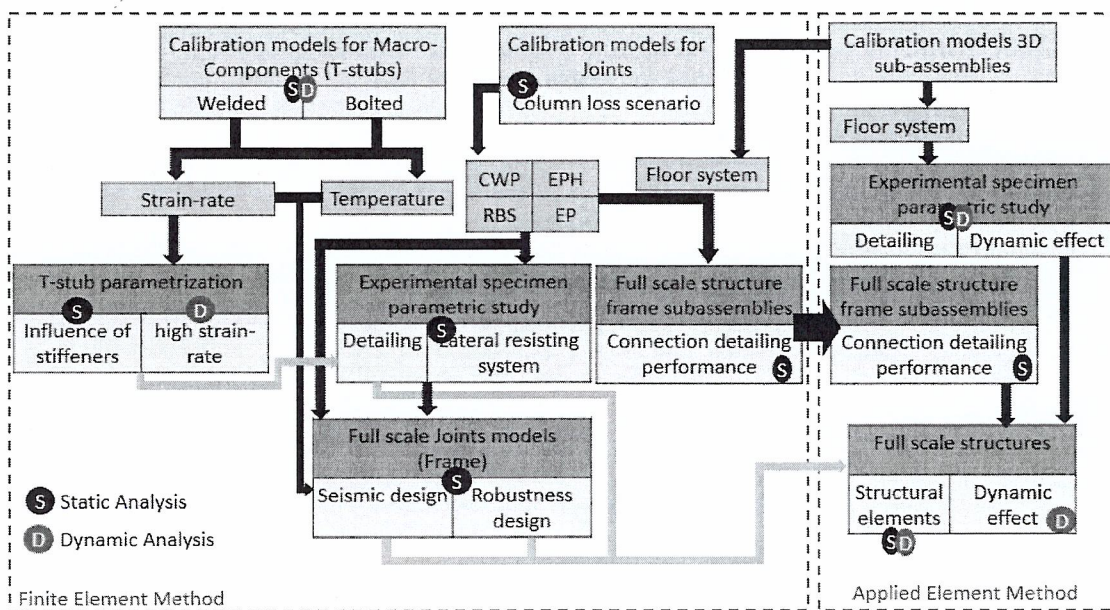 Calibration models for Macro-
Components (T-stubs)
S D
Welded
Bolted
Calibration models for
Joints
S
Column loss scenario
Calibration models 3D
sub-assemblies
Floor system
Strain-rate
Temperature
CWP
EPH
RBS
EP
Floor system
Experimental specimen
parametric study
S D
Detailing
Dynamic effect
T-stub parametrization
S
D
Influence of
stiffeners
high strain-
rate
Experimental specimen
parametric study
S
Detailing
Lateral resisting
system
Full scale structure
frame subassemblies
Connection detailing
performance
S
Full scale structure
frame subassemblies
Connection detailing
performance
S
Full scale Joints models
(Frame)
S
Seismic design
Robustness
design
Full scale structures
Structural
elements
S D
Dynamic
effect
D
S Static Analysis
D Dynamic Analysis
Finite Element Method
Applied Element Method